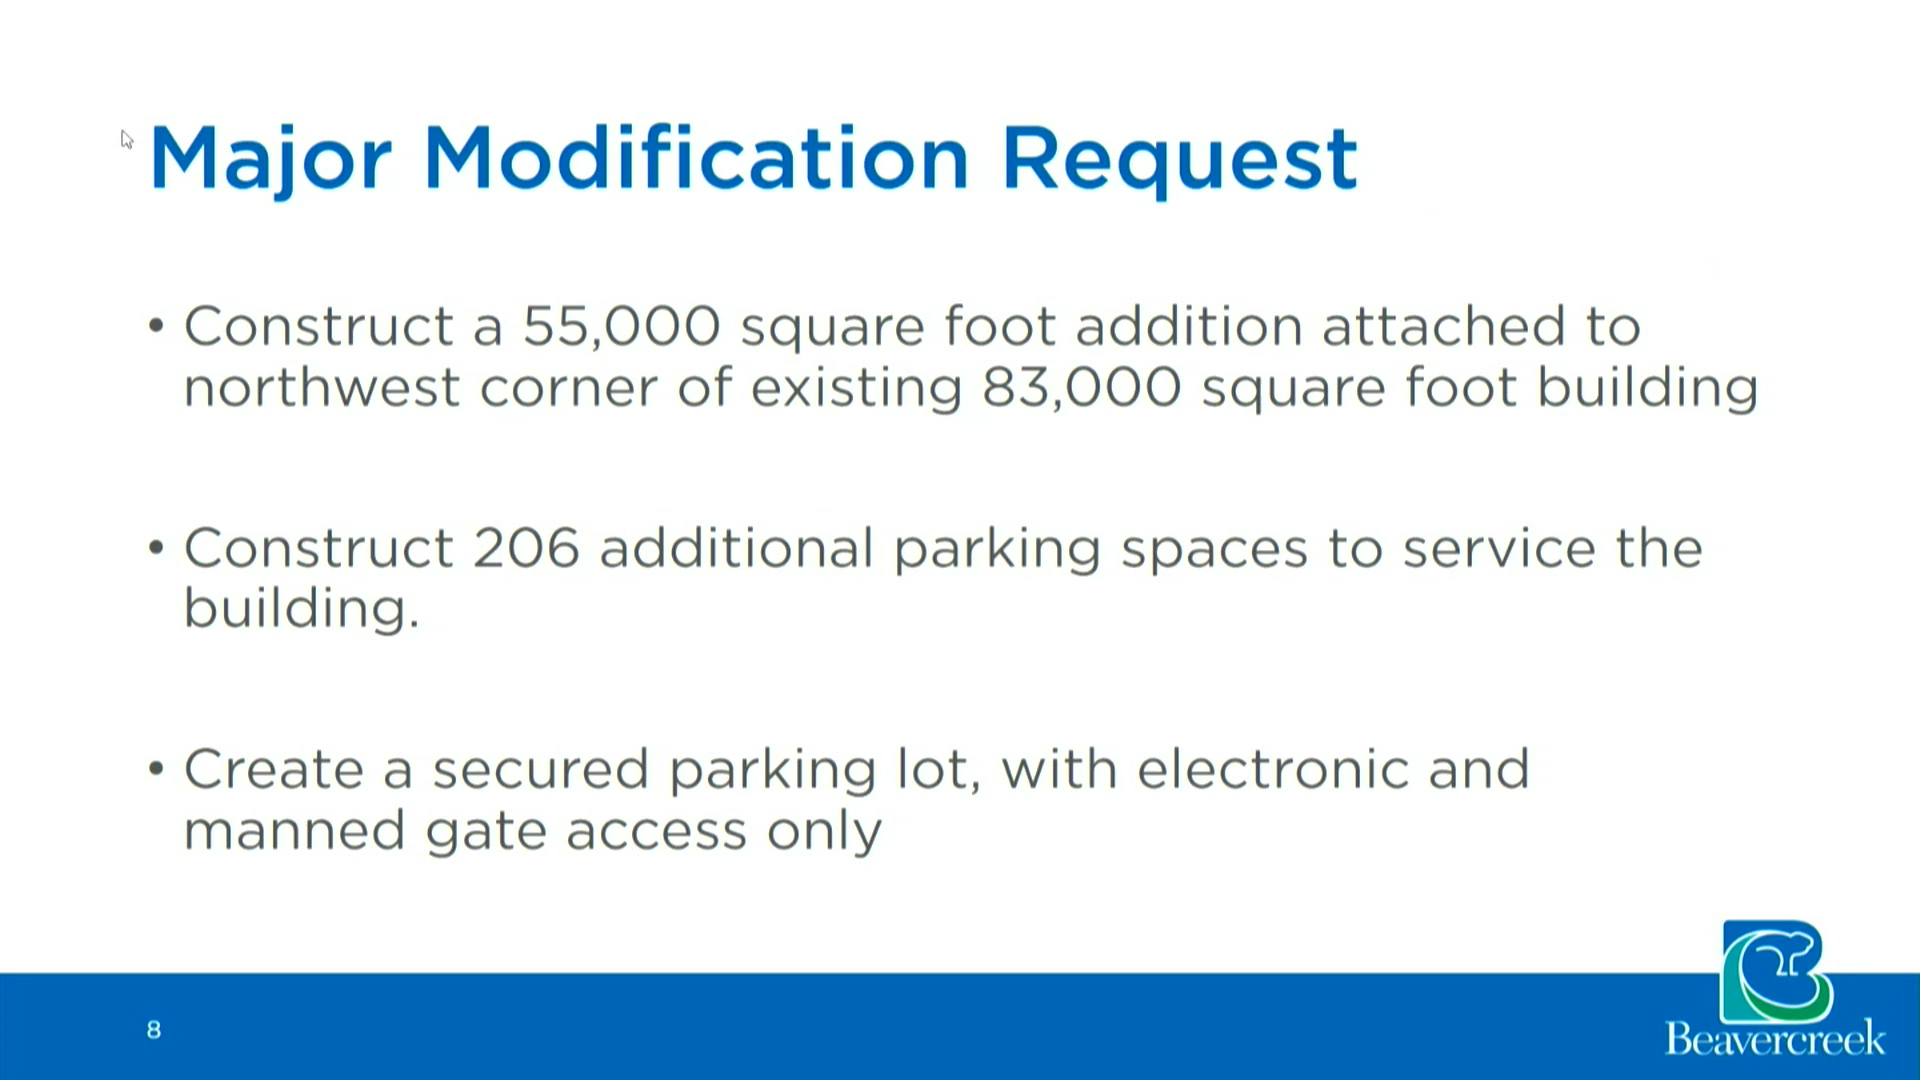 Major Modification Request
• Construct a 55,000 square foot addition attached to
northwest corner of existing 83,000 square foot building
• Construct 206 additional parking spaces to service the
building.
• Create a secured parking lot, with electronic and
manned gate access only
8
Beavercreek